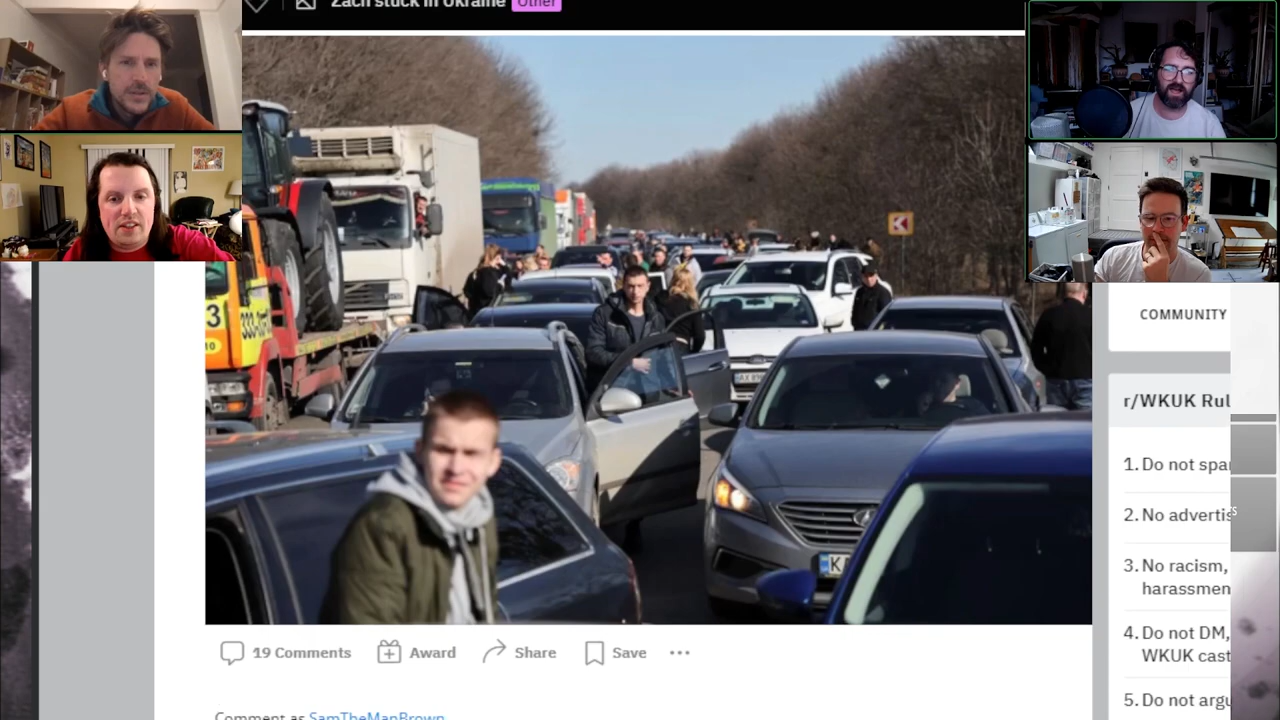 Zach stuck in Ukraine Other
COMMUNITY
r/WKUK Rul
1. Do not spa
2. No advertis
3. No racism,
harassmen
4. Do not DM,
WKUK cast
5. Do not argu
19 Comments Award Share Save
Comment as SamTheManBrown